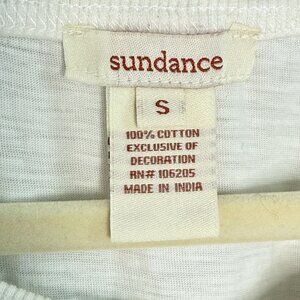 sundance
S
100% COTTON
EXCLUSIVE OF
DECORATION
RN# 106205
MADE IN INDIA